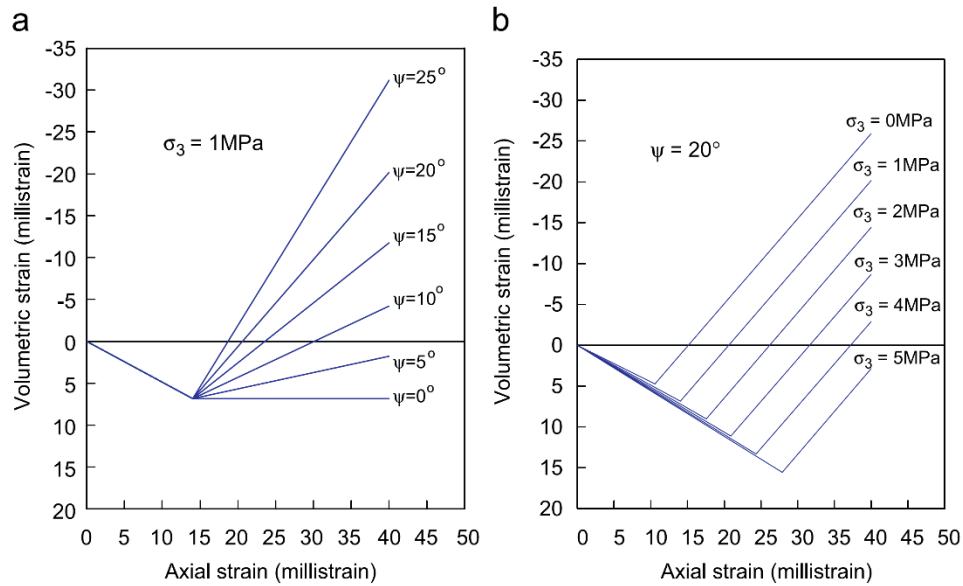 a
-35
-30
-25
-20
-15
-10
-5
0
5
10
15
20
Volumetric strain (millistrain)
σ3 = 1MPa
ψ=25°
ψ=20°
ψ=15°
ψ=10°
ψ=5°
ψ=0°
0 5 10 15 20 25 30 35 40 45 50
Axial strain (millistrain)
b
-35
-30
-25
-20
-15
-10
-5
0
5
10
15
20
Volumetric strain (millistrain)
ψ = 20°
σ3 = 0MPa
σ3 = 1MPa
σ3 = 2MPa
σ3 = 3MPa
σ3 = 4MPa
σ3 = 5MPa
0 5 10 15 20 25 30 35 40 45 50
Axial strain (millistrain)